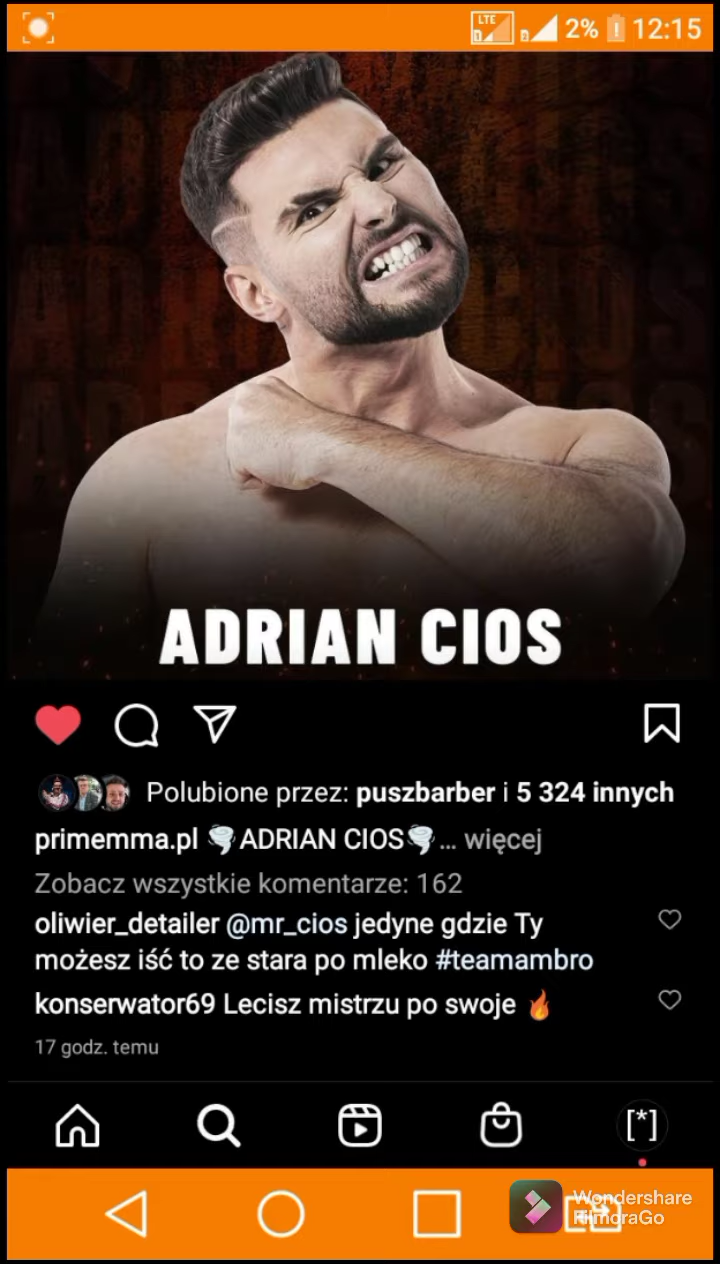 LTE
1
2
2% 12:15
ADRIAN CIOS
Polubione przez: puszbarber i 5 324 innych
primemma.pl 🌪️ADRIAN CIOS🌪️... więcej
Zobacz wszystkie komentarze: 162
oliwier_detailer @mr_cios jedyne gdzie Ty
możesz iść to ze stara po mleko #teamambro
konserwator69 Lecisz mistrzu po swoje 🔥
17 godz. temu
[*]
Wondershare
FilmoraGo